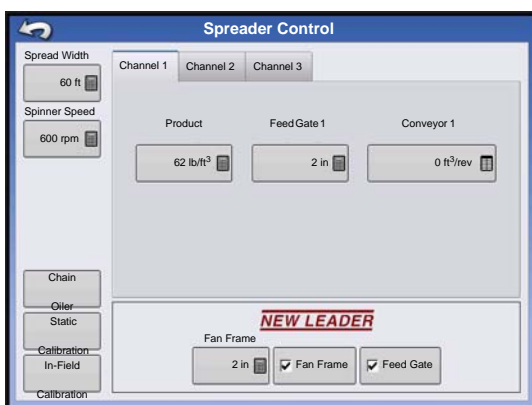 Spreader Control
Spread Width
60 ft
Spinner Speed
600 rpm
Channel 1
Channel 2
Channel 3
Product
Feed Gate 1
Conveyor 1
62 lb/ft³
2 in
0 ft³/rev
Chain
Oiler
Static
Calibration
In-Field
Calibration
NEW LEADER
Fan Frame
2 in
Fan Frame
Feed Gate